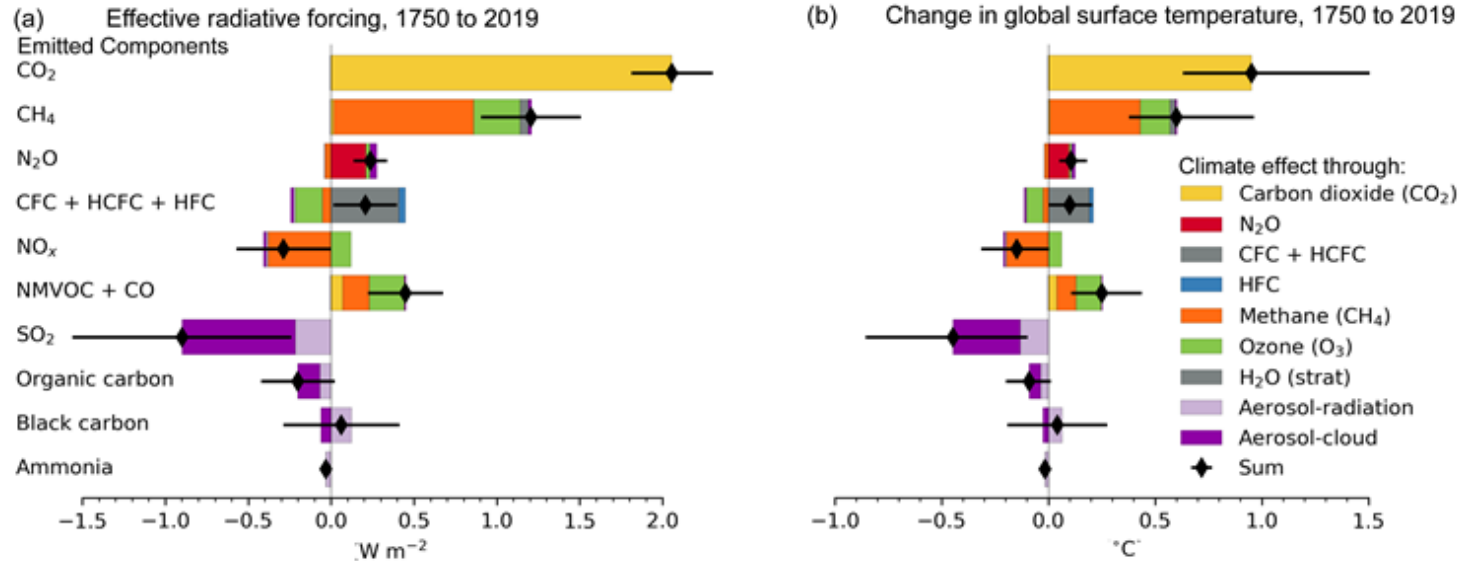 (a) Effective radiative forcing, 1750 to 2019
Emitted Components
CO₂
CH₄
N₂O
CFC + HCFC + HFC
NOₓ
NMVOC + CO
SO₂
Organic carbon
Black carbon
Ammonia
−1.5 −1.0 −0.5 0.0 0.5 1.0 1.5 2.0
W m⁻²
(b) Change in global surface temperature, 1750 to 2019
Climate effect through:
Carbon dioxide (CO₂)
N₂O
CFC + HCFC
HFC
Methane (CH₄)
Ozone (O₃)
H₂O (strat)
Aerosol-radiation
Aerosol-cloud
Sum
−1.0 −0.5 0.0 0.5 1.0 1.5
°C